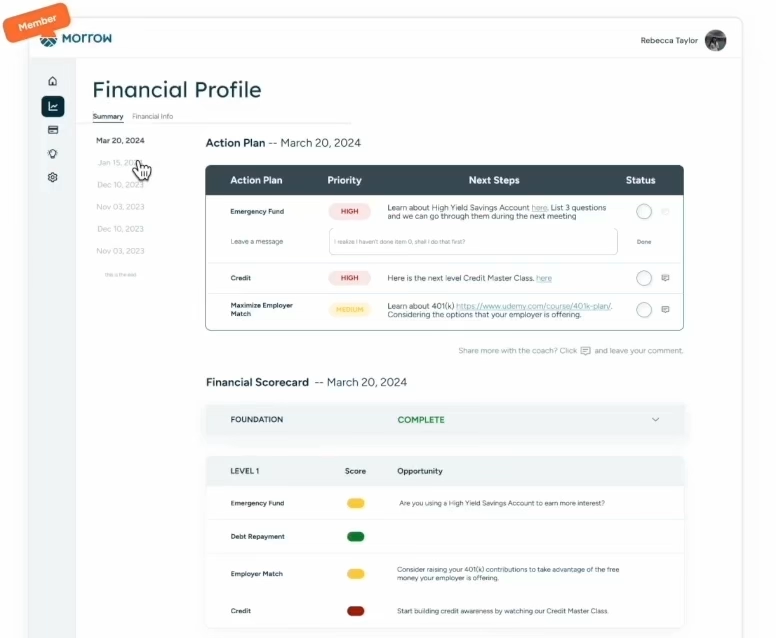 Member
MORROW
Rebecca Taylor
Financial Profile
Summary
Financial Info
Mar 20, 2024
Jan 15, 2024
Dec 10, 2023
Nov 03, 2023
Dec 10, 2023
Nov 03, 2023
this is the end.
Action Plan -- March 20, 2024
Action Plan Priority Next Steps Status
Emergency Fund
HIGH
Learn about High Yield Savings Account here. List 3 questions
and we can go through them during the next meeting
Leave a message
I realize I haven't done item 0, shall I do that first?
Done
Credit
HIGH
Here is the next level Credit Master Class. here
Maximize Employer
Match
MEDIUM
Learn about 401(k) https://www.udemy.com/course/401k-plan/.
Considering the options that your employer is offering.
Share more with the coach? Click and leave your comment.
Financial Scorecard -- March 20, 2024
FOUNDATION COMPLETE
LEVEL 1 Score Opportunity
Emergency Fund Are you using a High Yield Savings Account to earn more interest?
Debt Repayment
Employer Match
Consider raising your 401(k) contributions to take advantage of the free
money your employer is offering.
Credit Start building credit awareness by watching our Credit Master Class.